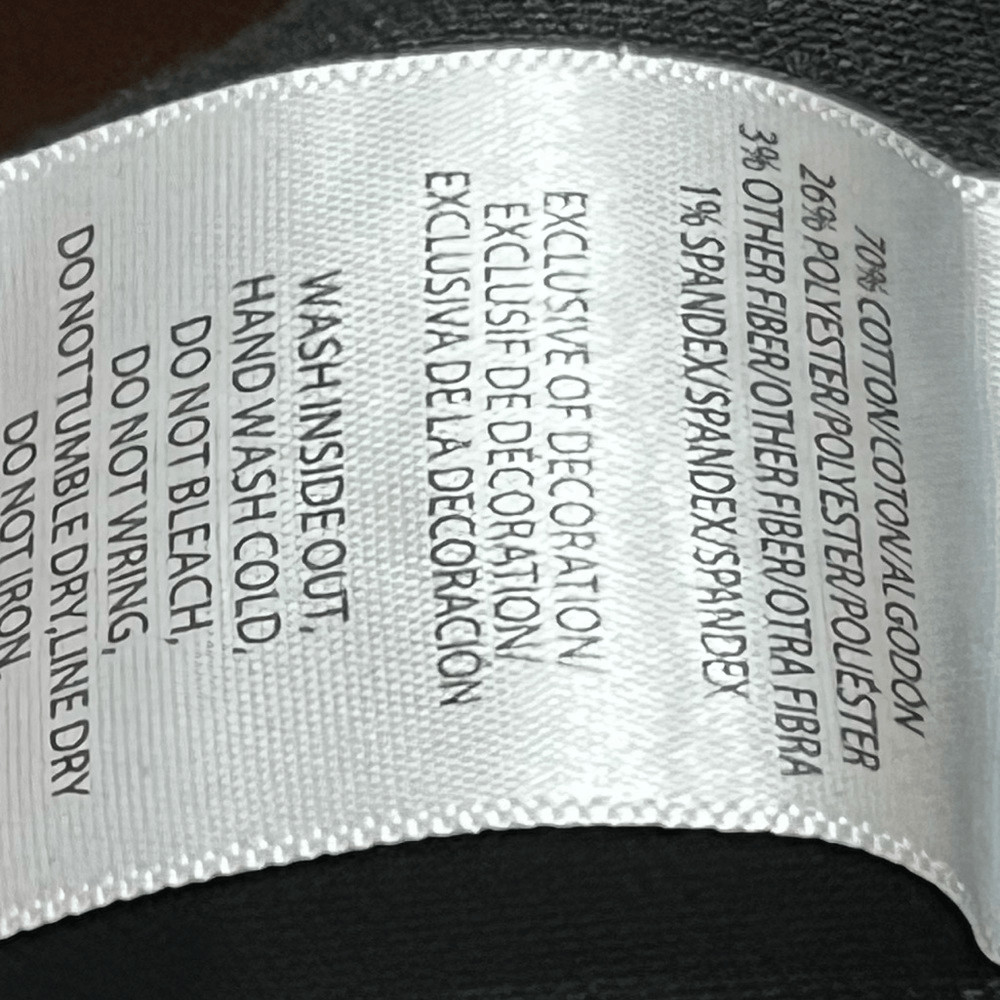 70% COTTON/COTON/ALGODÓN
26% POLYESTER/POLYESTER/POLIÉSTER
3% OTHER FIBER/OTHER FIBER/OTRA FIBRA
1% SPANDEX/SPANDEX/SPANDEX
EXCLUSIVE OF DECORATION
EXCLUSIF DE DÉCORATION/
EXCLUSIVA DE LA DECORACIÓN
WASH INSIDE OUT,
HAND WASH COLD,
DO NOT BLEACH,
DO NOT WRING,
DO NOT TUMBLE DRY,LINE DRY
DO NOT IRON,